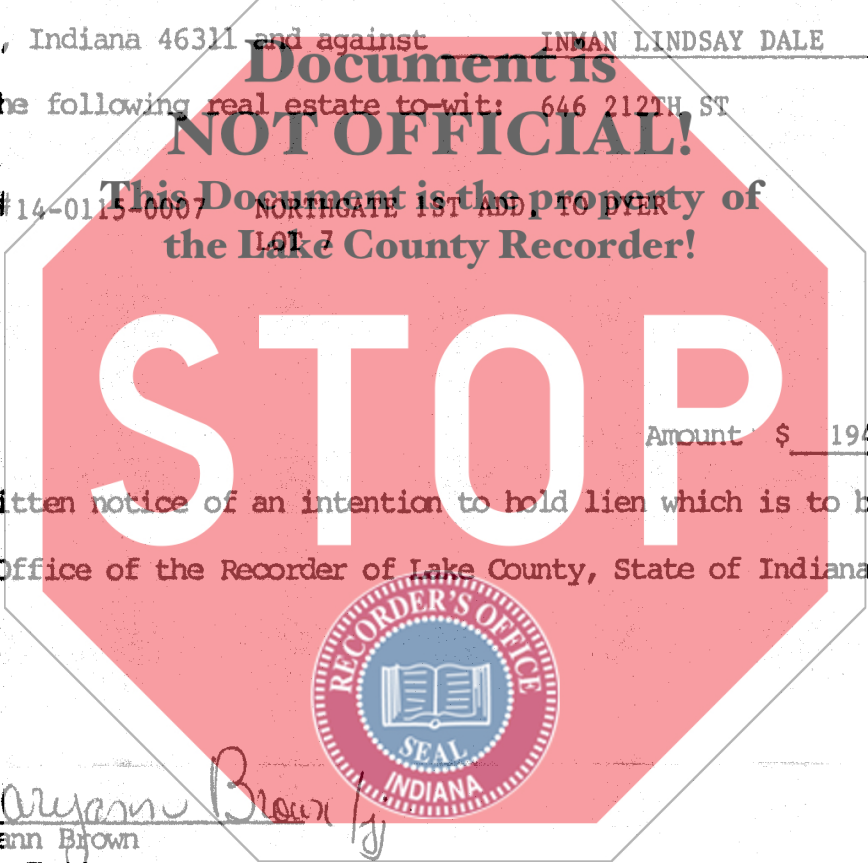 , Indiana 46311 and against INMAN LINDSAY DALE
Document is
he following real estate to-wit: 646 212TH ST
NOT OFFICIAL!
This Document is the property of
#14-0115-0007 NORTHGATE 1ST ADD. TO DYER
the Lake County Recorder!
LOT 7
STOP
Amount $ 194
itten notice of an intention to hold lien which is to b
Office of the Recorder of Lake County, State of Indiana
RECORDER'S OFFICE
SEAL
INDIANA
aryann Brown
ann Brown